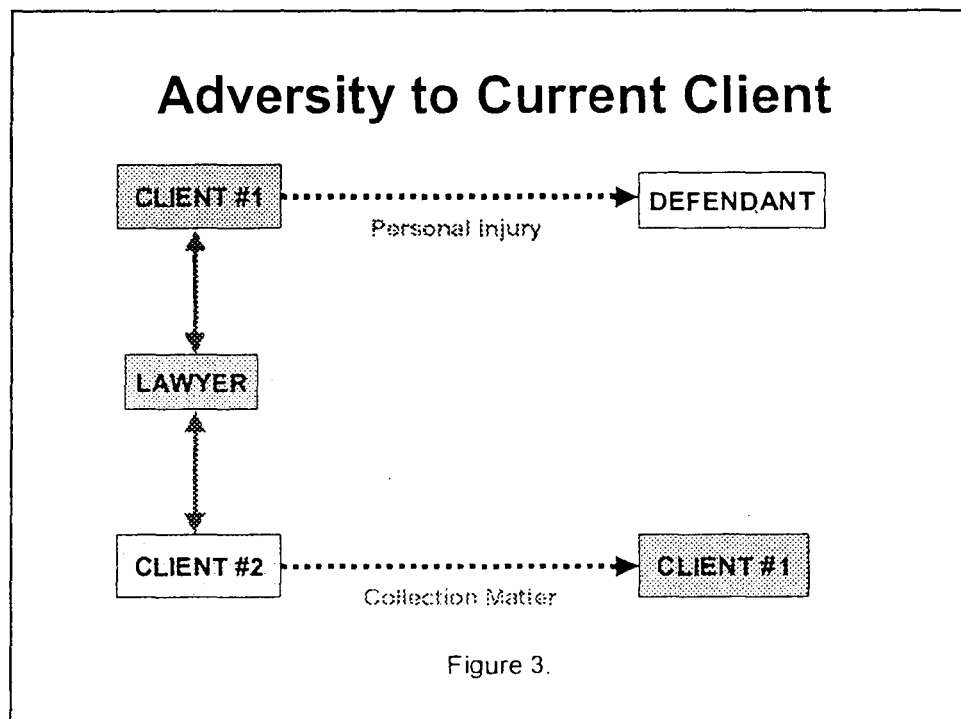 Adversity to Current Client
CLIENT #1
DEFENDANT
Personal Injury
LAWYER
CLIENT #2
CLIENT #1
Collection Matter
Figure 3.